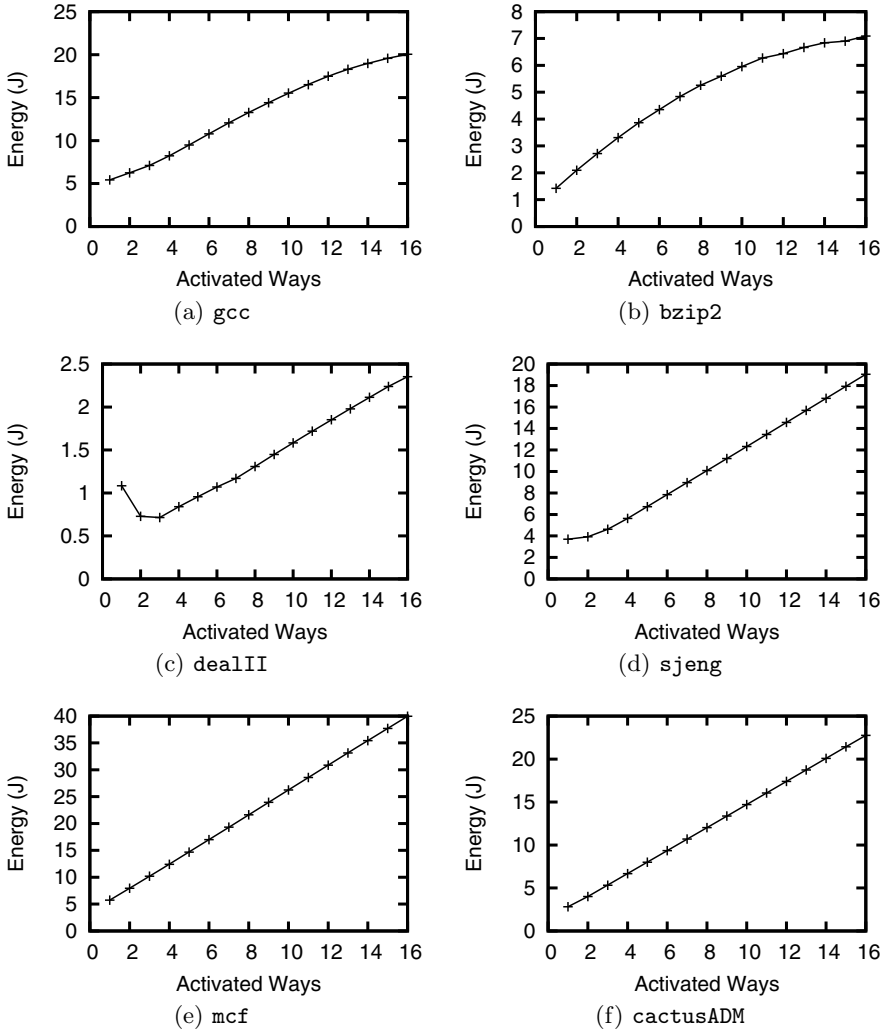 25
20
15
10
5
0
Energy (J)
0 2 4 6 8 10 12 14 16
Activated Ways
(a) gcc
8
7
6
5
4
3
2
1
0
Energy (J)
0 2 4 6 8 10 12 14 16
Activated Ways
(b) bzip2
2.5
2
1.5
1
0.5
0
Energy (J)
0 2 4 6 8 10 12 14 16
Activated Ways
(c) dealII
20
18
16
14
12
10
8
6
4
2
0
Energy (J)
0 2 4 6 8 10 12 14 16
Activated Ways
(d) sjeng
40
35
30
25
20
15
10
5
0
Energy (J)
0 2 4 6 8 10 12 14 16
Activated Ways
(e) mcf
25
20
15
10
5
0
Energy (J)
0 2 4 6 8 10 12 14 16
Activated Ways
(f) cactusADM